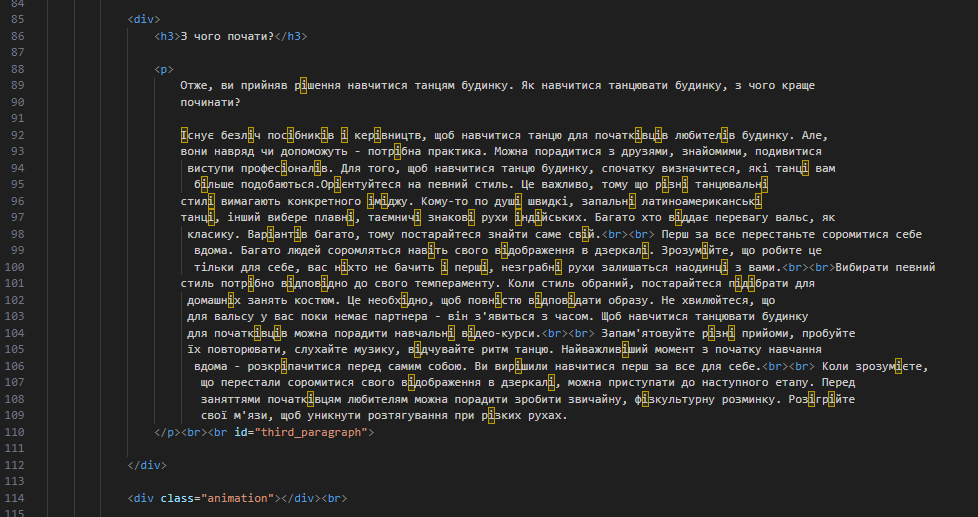 84
85 <div>
86 <h3>З чого почати?</h3>
87
88 <p>
89 Отже, ви прийняв рішення навчитися танцям будинку. Як навчитися танцювати будинку, з чого краще
90 починати?
91
92 Існує безліч посібників і керівництв, щоб навчитися танцю для початківців любителів будинку. Але,
93 вони навряд чи допоможуть - потрібна практика. Можна порадитися з друзями, знайомими, подивитися
94 виступи професіоналів. Для того, щоб навчитися танцю будинку, спочатку визначитеся, які танці вам
95 більше подобаються.Орієнтуйтеся на певний стиль. Це важливо, тому що різні танцювальні
96 стилі вимагають конкретного іміджу. Кому-то по душі швидкі, запальні латиноамериканські
97 танці, інший вибере плавні, таємничі знакові рухи індійських. Багато хто віддає перевагу вальс, як
98 класику. Варіантів багато, тому постарайтеся знайти саме свій.<br><br> Перш за все перестаньте соромитися себе
99 вдома. Багато людей соромляться навіть свого відображення в дзеркалі. Зрозумійте, що робите це
100 тільки для себе, вас ніхто не бачить і перші, незграбні рухи залишаться наодинці з вами.<br><br>Вибирати певний
101 стиль потрібно відповідно до свого темпераменту. Коли стиль обраний, постарайтеся підібрати для
102 домашніх занять костюм. Це необхідно, щоб повністю відповідати образу. Не хвилюйтеся, що
103 для вальсу у вас поки немає партнера - він з'явиться з часом. Щоб навчитися танцювати будинку
104 для початківців можна порадити навчальні відео-курси.<br><br> Запам'ятовуйте різні прийоми, пробуйте
105 їх повторювати, слухайте музику, відчувайте ритм танцю. Найважливіший момент з початку навчання
106 вдома - розкріпачитися перед самим собою. Ви вирішили навчитися перш за все для себе.<br><br> Коли зрозумієте,
107 що перестали соромитися свого відображення в дзеркалі, можна приступати до наступного етапу. Перед
108 заняттями початківцям любителям можна порадити зробити звичайну, фізкультурну розминку. Розігрійте
109 свої м'язи, щоб уникнути розтягування при різких рухах.
110 </p><br><br id="third_paragraph">
111
112 </div>
113
114 <div class="animation"></div><br>
115